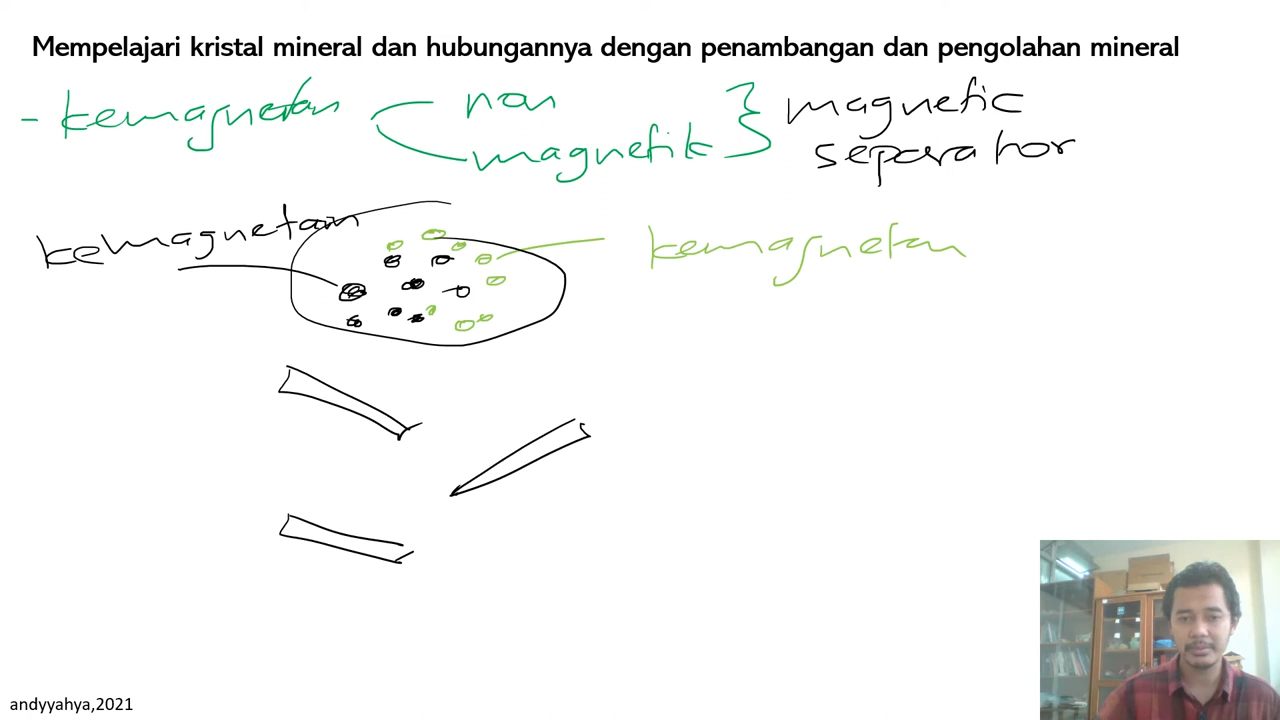 Mempelajari kristal mineral dan hubungannya dengan penambangan dan pengolahan mineral
- kemagnetan
non
magnetik
magnetic
separator
kemagnetan
kemagnetan
andyyahya,2021